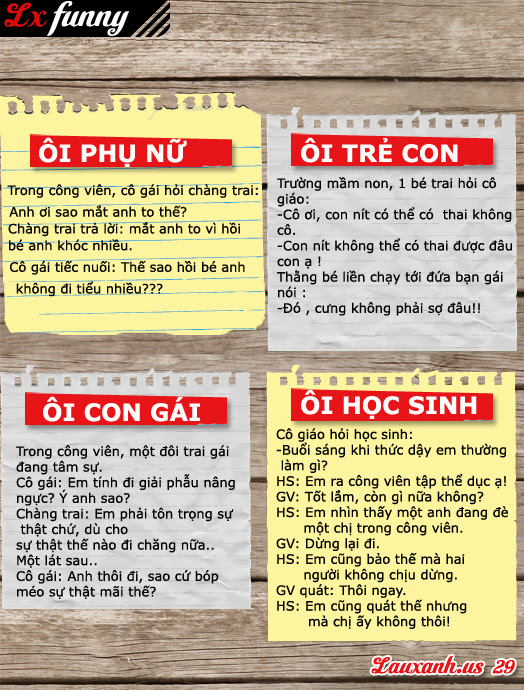 Lx funny
ÔI PHỤ NỮ
Trong công viên, cô gái hỏi chàng trai:
Anh ơi sao mắt anh to thế?
Chàng trai trả lời: mắt anh to vì hồi
bé anh khóc nhiều.
Cô gái tiếc nuối: Thế sao hồi bé anh
không đi tiểu nhiều???
ÔI TRẺ CON
Trường mầm non, 1 bé trai hỏi cô
giáo:
-Cô ơi, con nít có thể có thai không
cô.
-Con nít không thể có thai được đâu
con ạ !
Thằng bé liền chạy tới đứa bạn gái
nói :
-Đó , cưng không phải sợ đâu!!
ÔI CON GÁI
Trong công viên, một đôi trai gái
đang tâm sự.
Cô gái: Em tính đi giải phẫu nâng
ngực? Ý anh sao?
Chàng trai: Em phải tôn trọng sự
thật chứ, dù cho
sự thật thế nào đi chăng nữa..
Một lát sau..
Cô gái: Anh thôi đi, sao cứ bóp
méo sự thật mãi thế?
ÔI HỌC SINH
Cô giáo hỏi học sinh:
-Buổi sáng khi thức dậy em thường
làm gì?
HS: Em ra công viên tập thể dục ạ!
GV: Tốt lắm, còn gì nữa không?
HS: Em nhìn thấy một anh đang đè
một chị trong công viên.
GV: Dừng lại đi.
HS: Em cũng bảo thế mà hai
người không chịu dừng.
GV quát: Thôi ngay.
HS: Em cũng quát thế nhưng
mà chị ấy không thôi!
Lauxanh.us 29